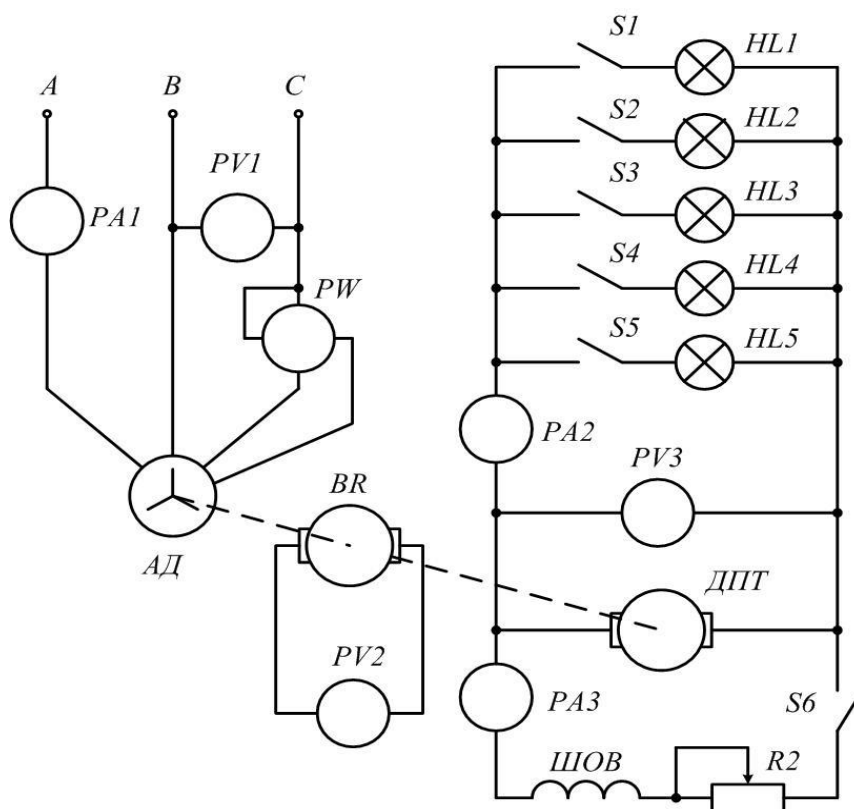 A
B
C
PV1
PA1
PW
АД
BR
PV2
S1
HL1
S2
HL2
S3
HL3
S4
HL4
S5
HL5
PA2
PV3
ДПТ
PA3
S6
ШОВ
R2